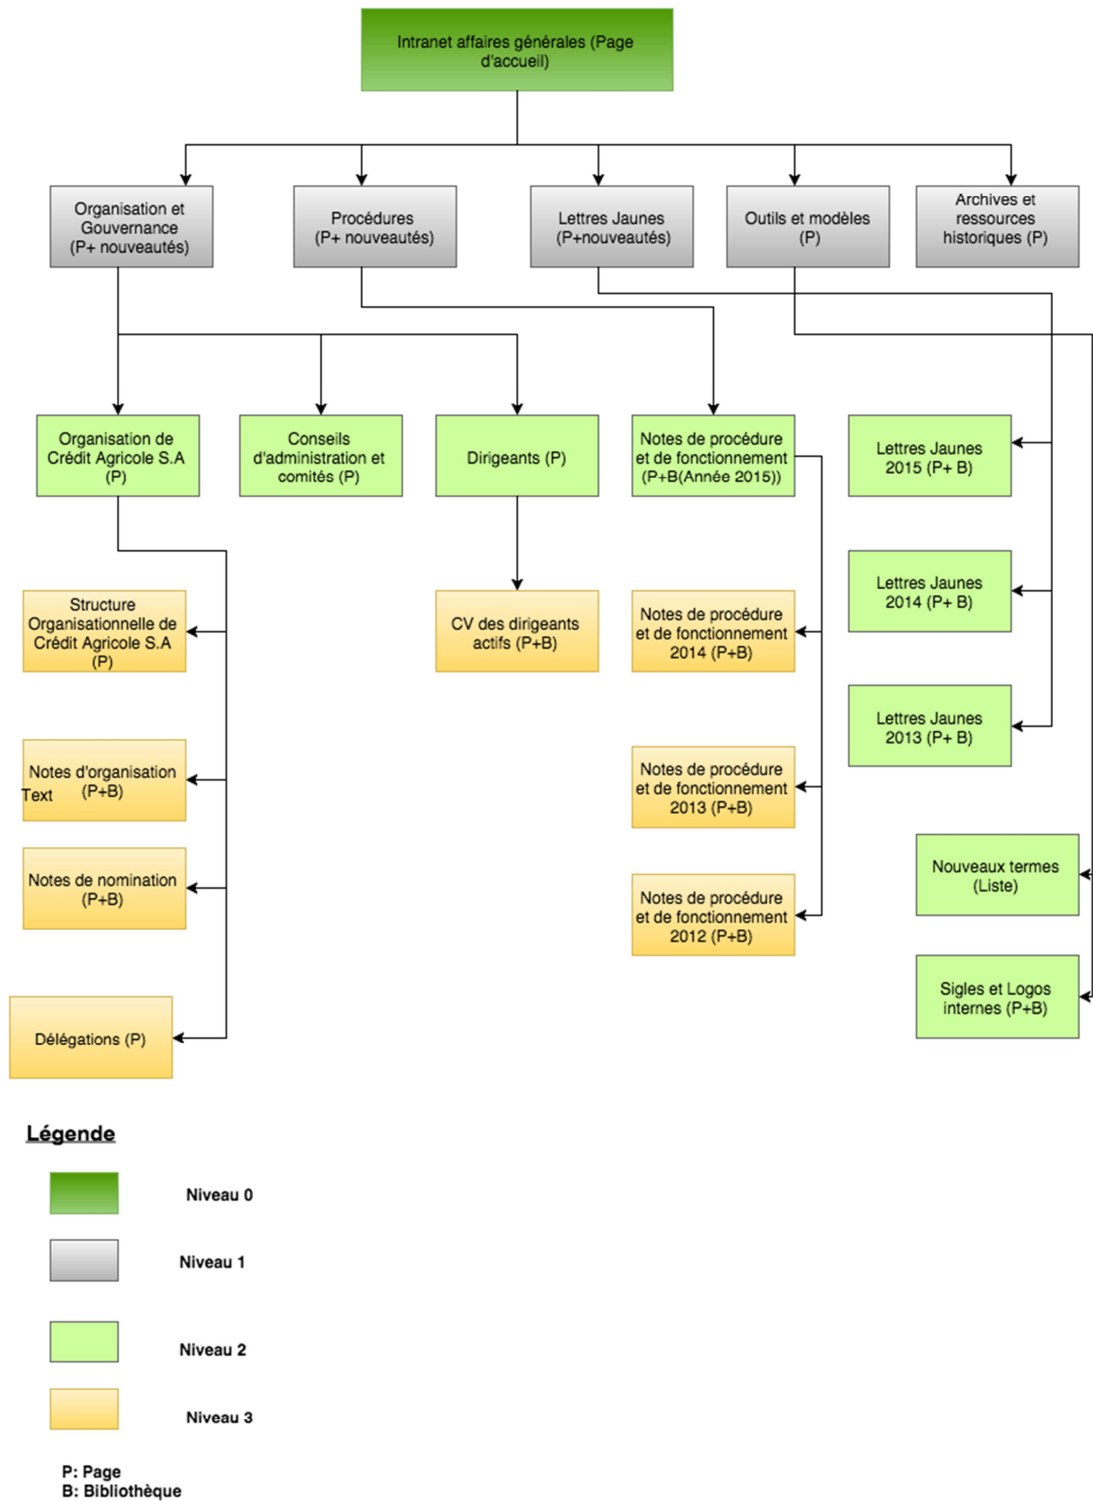 Intranet affaires générales (Page
d'accueil)
Organisation et
Gouvernance
(P+ nouveautés)
Procédures
(P+ nouveautés)
Lettres Jaunes
(P+nouveautés)
Outils et modèles
(P)
Archives et
ressources
historiques (P)
Organisation de
Crédit Agricole S.A
(P)
Conseils
d'administration et
comités (P)
Dirigeants (P)
Notes de procédure
et de fonctionnement
(P+B(Année 2015))
Lettres Jaunes
2015 (P+ B)
Structure
Organisationnelle de
Crédit Agricole S.A
(P)
CV des dirigeants
actifs (P+B)
Notes de procédure
et de fonctionnement
2014 (P+B)
Lettres Jaunes
2014 (P+ B)
Lettres Jaunes
2013 (P+ B)
Notes d'organisation
(P+B)
Text
Notes de procédure
et de fonctionnement
2013 (P+B)
Notes de nomination
(P+B)
Notes de procédure
et de fonctionnement
2012 (P+B)
Nouveaux termes
(Liste)
Sigles et Logos
internes (P+B)
Délégations (P)
Légende
Niveau 0
Niveau 1
Niveau 2
Niveau 3
P: Page
B: Bibliothèque